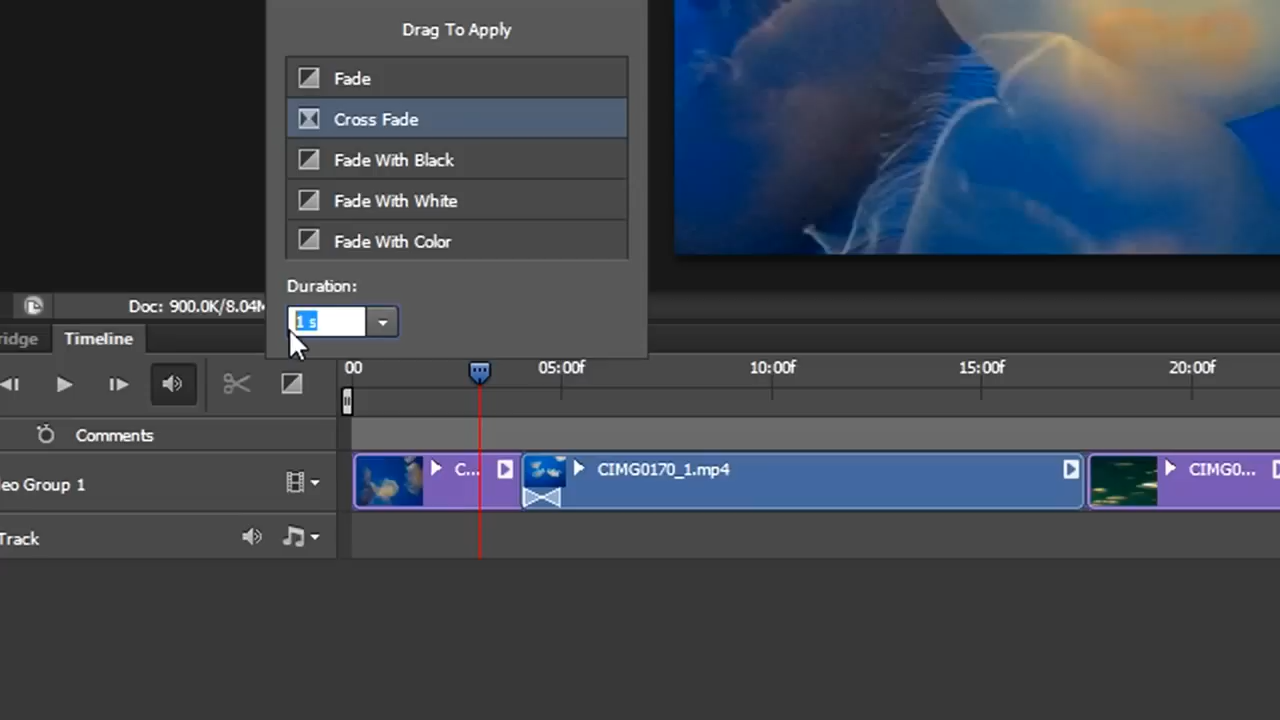 Drag To Apply
Fade
Cross Fade
Fade With Black
Fade With White
Fade With Color
Duration:
1 s
Doc: 900.0K/8.04M
ridge
Timeline
00
05:00f
10:00f
15:00f
20:00f
Comments
eo Group 1
C...
CIMG0170_1.mp4
CIMG0...
Track